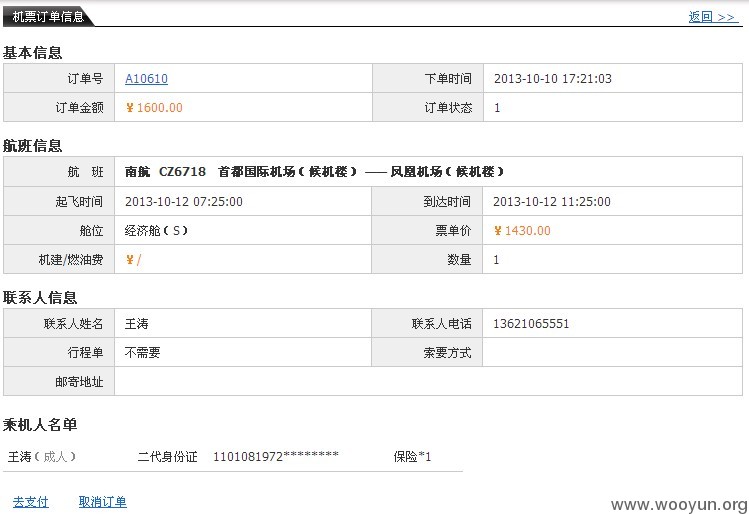 机票订单信息 返回 >>
基本信息
订单号 A10610 下单时间 2013-10-10 17:21:03
订单金额 ¥1600.00 订单状态 1
航班信息
航 班 南航 CZ6718 首都国际机场（候机楼） —— 凤凰机场（候机楼）
起飞时间 2013-10-12 07:25:00 到达时间 2013-10-12 11:25:00
舱位 经济舱（S） 票单价 ¥1430.00
机建/燃油费 ¥/ 数量 1
联系人信息
联系人姓名 王涛 联系人电话 13621065551
行程单 不需要 索要方式
邮寄地址
乘机人名单
王涛（成人） 二代身份证 1101081972******** 保险*1
去支付 取消订单
www.wooyun.org